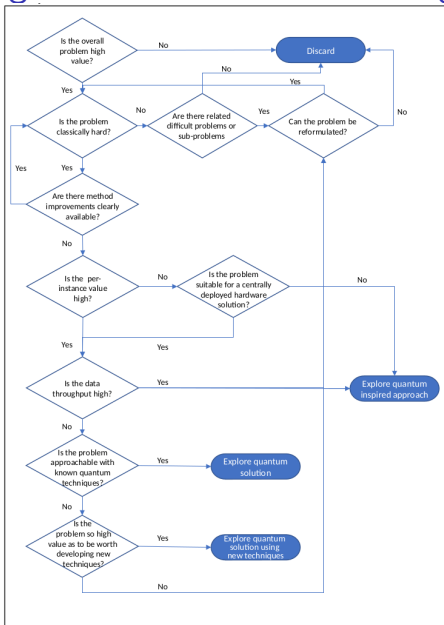 Is the overall
problem high
value?
No
Discard
No
Yes
Yes
No
Is the problem
classically hard?
No
Are there related
difficult problems or
sub-problems
Yes
Can the problem be
reformulated?
Yes
Yes
Are there method
improvements clearly
available?
No
Is the per-
instance value
high?
No
Is the problem
suitable for a centrally
deployed hardware
solution?
No
Yes
Yes
Is the data
throughput high?
Yes
Explore quantum
inspired approach
No
Is the problem
approachable with
known quantum
techniques?
Yes
Explore quantum
solution
No
Is the
problem so high
value as to be worth
developing new
techniques?
Yes
Explore quantum
solution using
new techniques
No